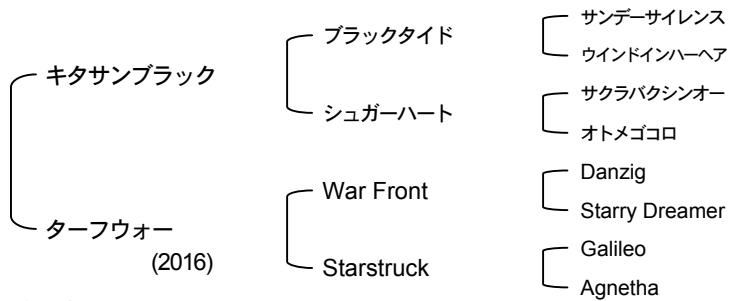 キタサンブラック
ターフウォー
(2016)
ブラックタイド
シュガーハート
War Front
Starstruck
サンデーサイレンス
ウインドインハーヘア
サクラバクシンオー
オトメゴコロ
Danzig
Starry Dreamer
Galileo
Agnetha